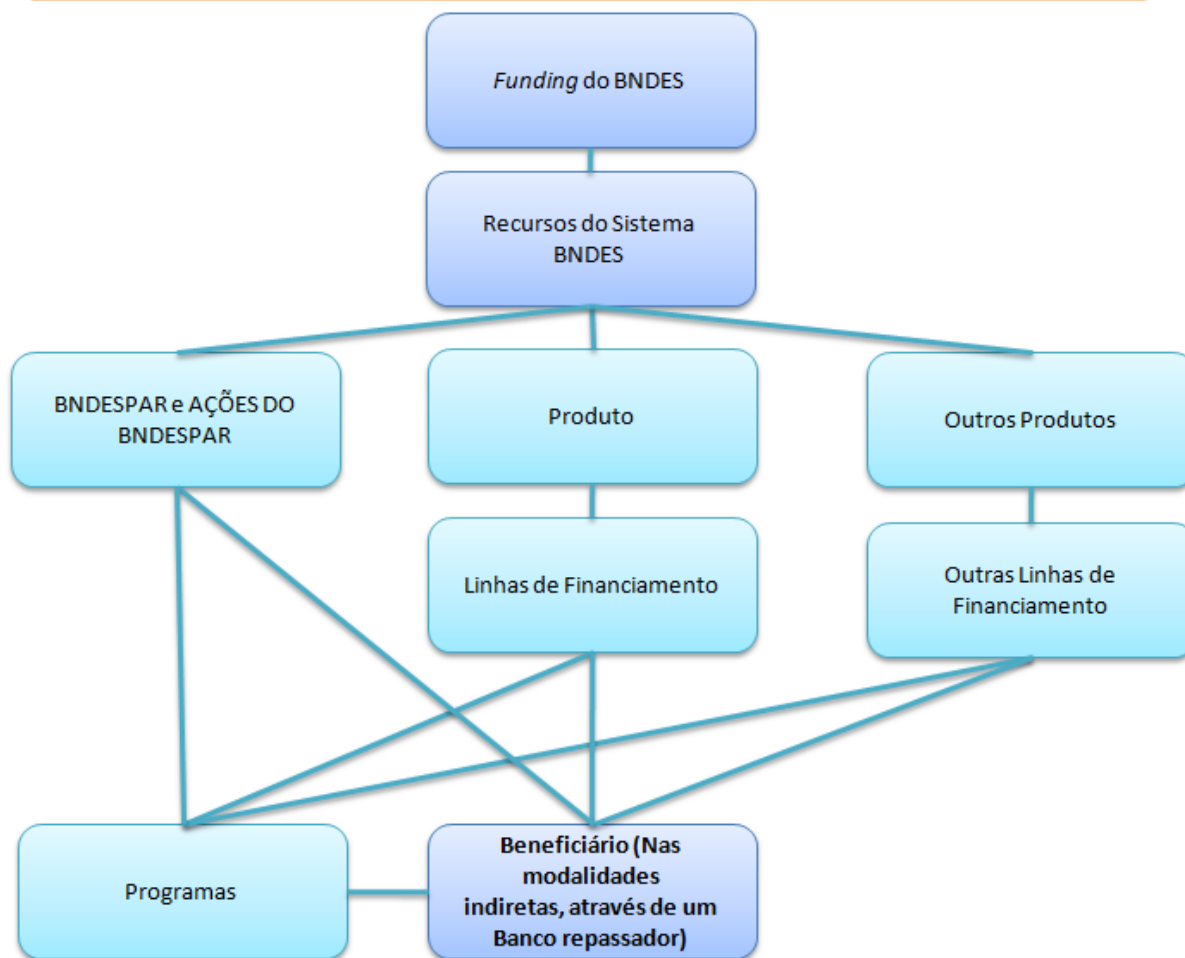 Funding do BNDES
Recursos do Sistema
BNDES
BNDESPAR e AÇÕES DO
BNDESPAR
Produto
Outros Produtos
Linhas de Financiamento
Outras Linhas de
Financiamento
Programas
Beneficiário (Nas
modalidades
indiretas, através de um
Banco repassador)